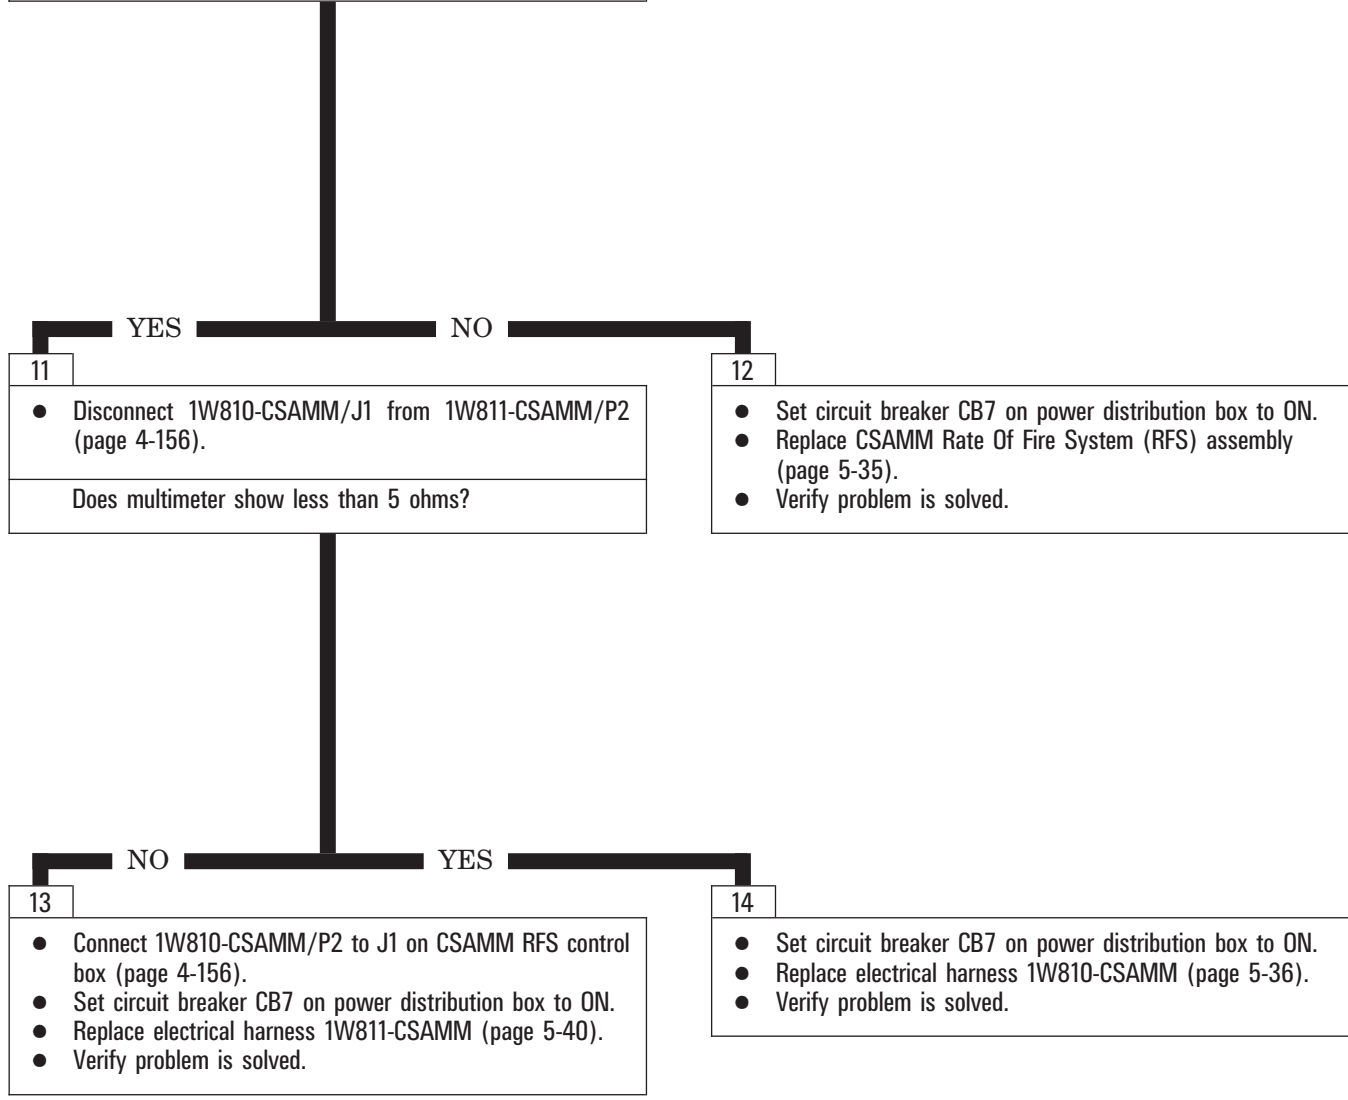 YES NO
11
● Disconnect 1W810-CSAMM/J1 from 1W811-CSAMM/P2
(page 4-156).
Does multimeter show less than 5 ohms?
12
● Set circuit breaker CB7 on power distribution box to ON.
● Replace CSAMM Rate Of Fire System (RFS) assembly
(page 5-35).
● Verify problem is solved.
NO YES
13
● Connect 1W810-CSAMM/P2 to J1 on CSAMM RFS control
box (page 4-156).
● Set circuit breaker CB7 on power distribution box to ON.
● Replace electrical harness 1W811-CSAMM (page 5-40).
● Verify problem is solved.
14
● Set circuit breaker CB7 on power distribution box to ON.
● Replace electrical harness 1W810-CSAMM (page 5-36).
● Verify problem is solved.